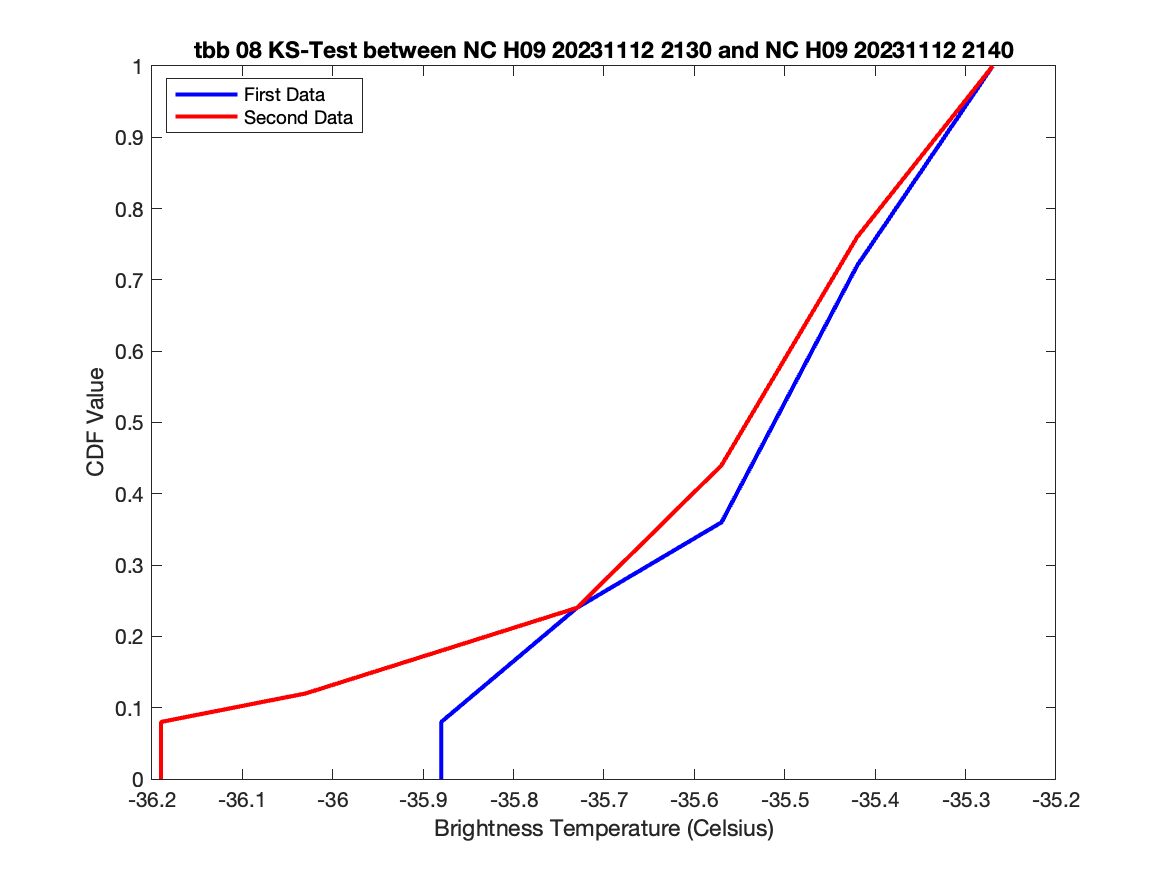 tbb 08 KS-Test between NC H09 20231112 2130 and NC H09 20231112 2140
First Data
Second Data
1
0.9
0.8
0.7
0.6
0.5
0.4
0.3
0.2
0.1
0
CDF Value
-36.2 -36.1 -36 -35.9 -35.8 -35.7 -35.6 -35.5 -35.4 -35.3 -35.2
Brightness Temperature (Celsius)